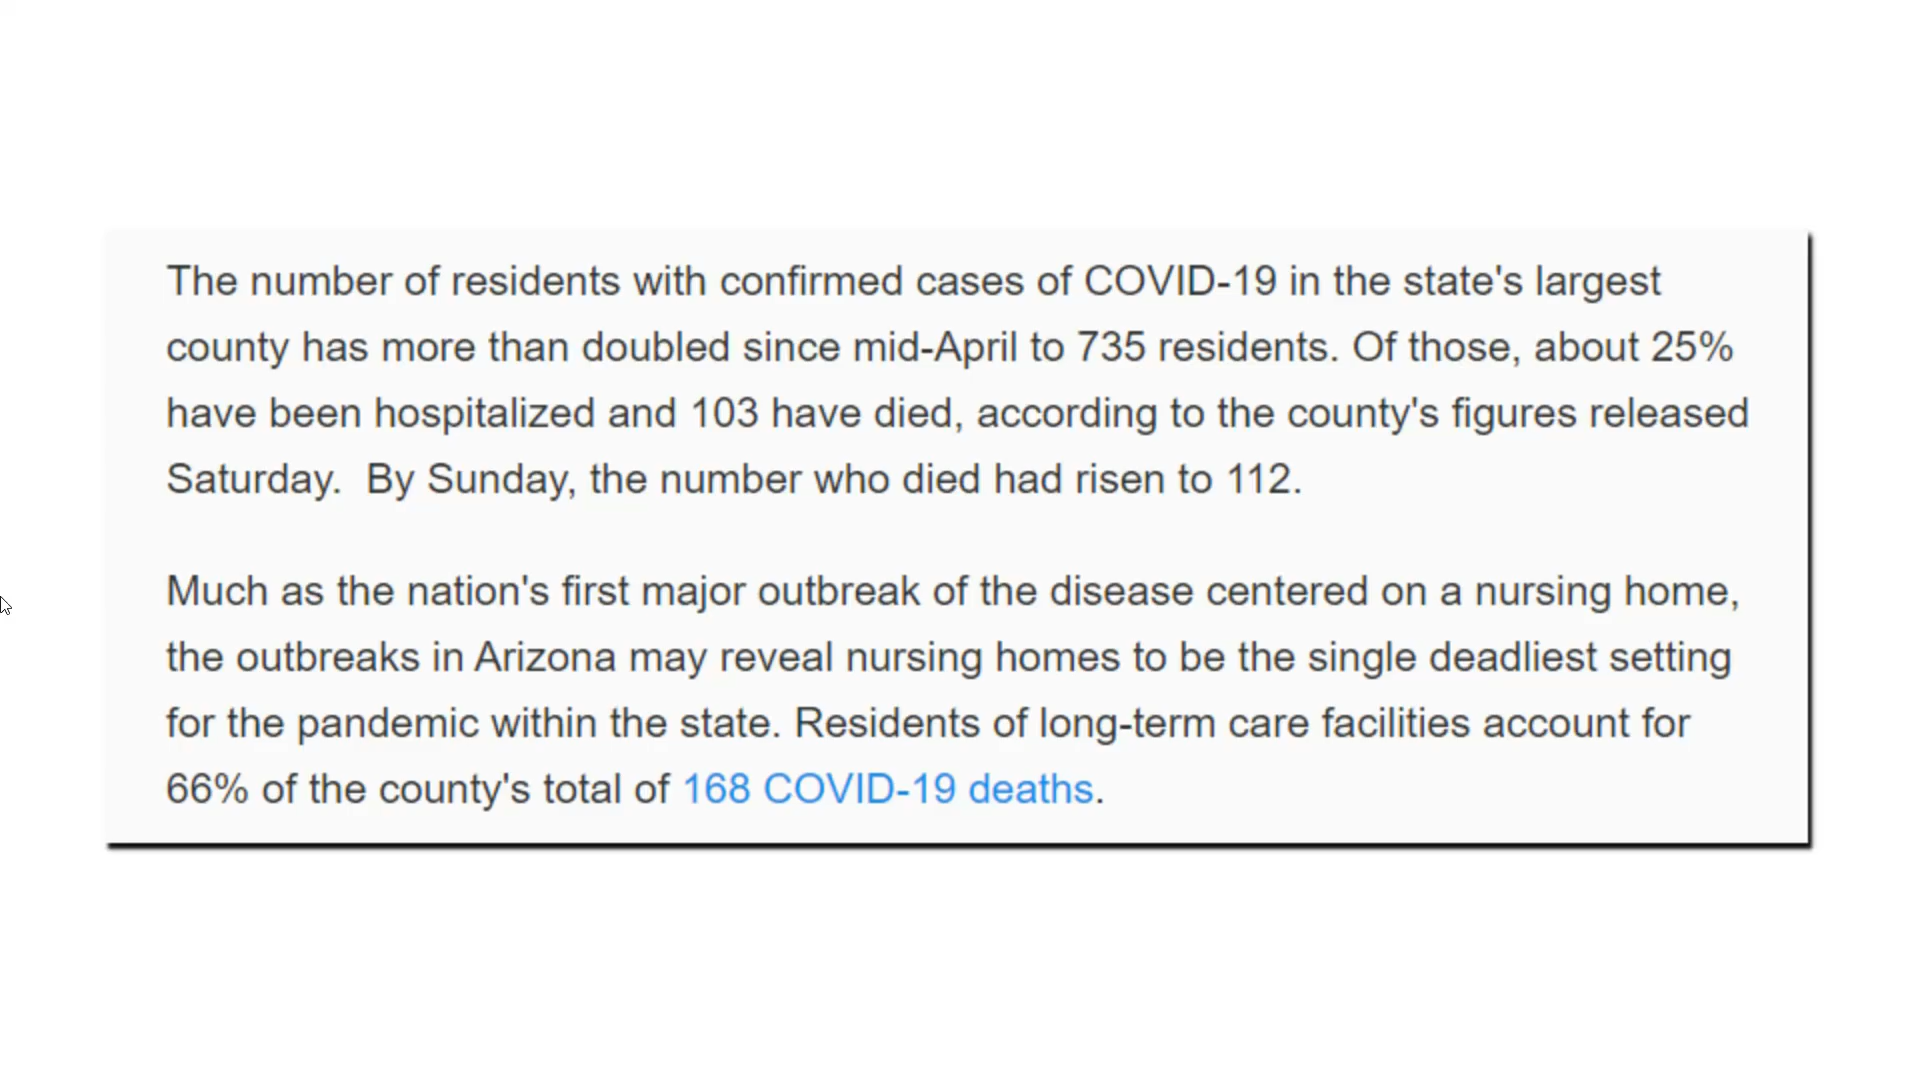 The number of residents with confirmed cases of COVID-19 in the state's largest
county has more than doubled since mid-April to 735 residents. Of those, about 25%
have been hospitalized and 103 have died, according to the county's figures released
Saturday.  By Sunday, the number who died had risen to 112.
Much as the nation's first major outbreak of the disease centered on a nursing home,
the outbreaks in Arizona may reveal nursing homes to be the single deadliest setting
for the pandemic within the state. Residents of long-term care facilities account for
66% of the county's total of 168 COVID-19 deaths.